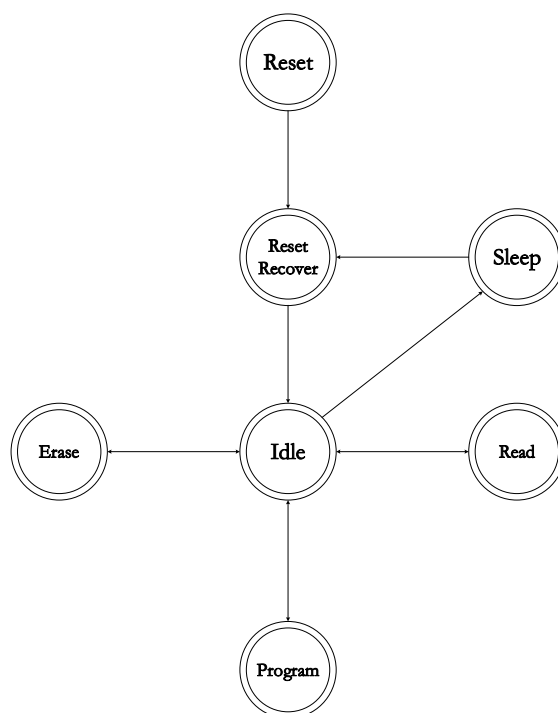 Reset
Reset
Recover
Sleep
Erase
Idle
Read
Program